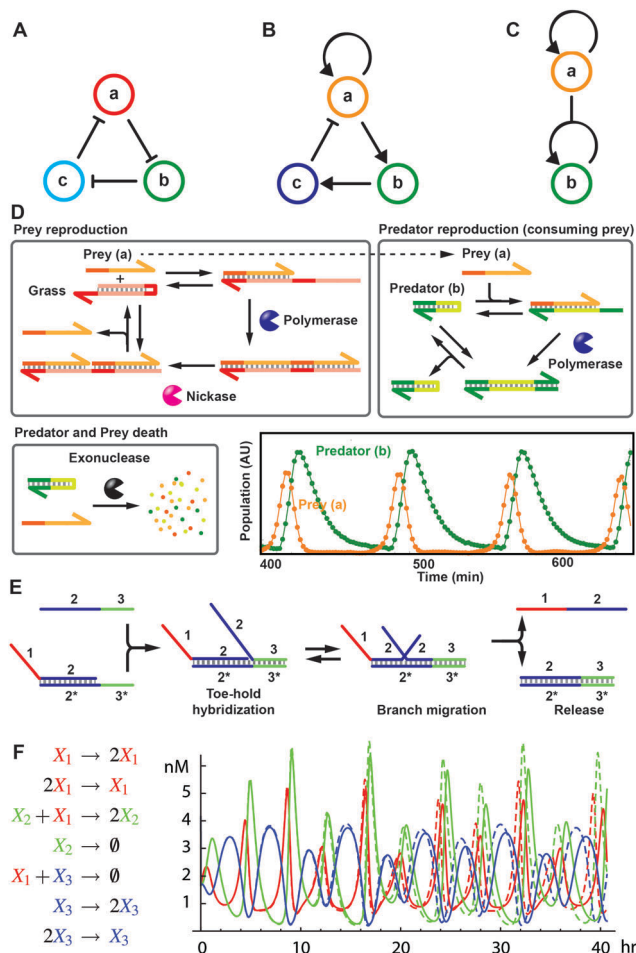 A
B
C
a
c
b
a
c
b
a
b
D
Prey reproduction
Prey (a)
+
Grass
Polymerase
Nickase
Predator reproduction (consuming prey)
Prey (a)
Predator (b)
Polymerase
Predator and Prey death
Exonuclease
Population (AU)
Predator (b)
Prey (a)
400
500
600
Time (min)
E
2 3
1
2
2* 3*
1
2
3
2* 3*
Toe-hold
hybridization
1
2 2 3
2* 3*
Branch migration
1 2
2 3
2* 3*
Release
F
X₁ → 2X₁
2X₁ → X₁
X₂ + X₁ → 2X₂
X₂ → ∅
X₁ + X₃ → ∅
X₃ → 2X₃
2X₃ → X₃
nM
5
4
3
2
1
0
10
20
30
40
hr